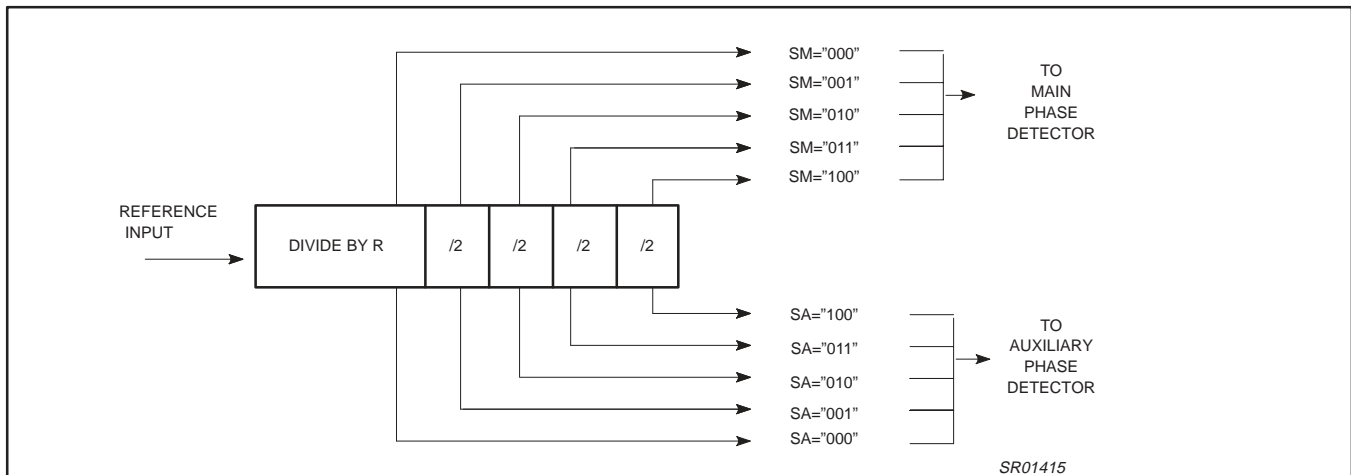 SM="000"
SM="001"
SM="010"
SM="011"
SM="100"
TO
MAIN
PHASE
DETECTOR
REFERENCE
INPUT
DIVIDE BY R
/2
/2
/2
/2
SA="100"
SA="011"
SA="010"
SA="001"
SA="000"
TO
AUXILIARY
PHASE
DETECTOR
SR01415